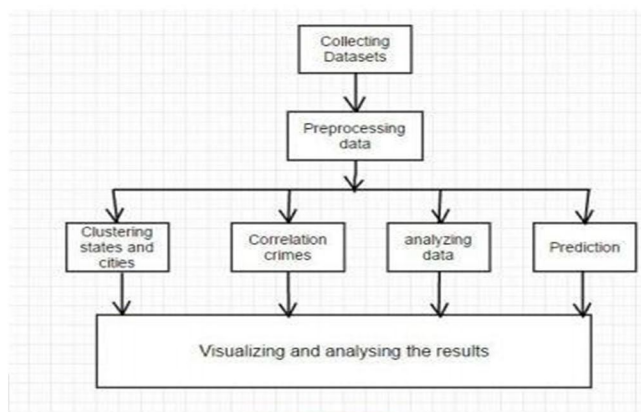 Collecting
Datasets
Preprocessing
data
Clustering
states and
cities
Correlation
crimes
analyzing
data
Prediction
Visualizing and analysing the results